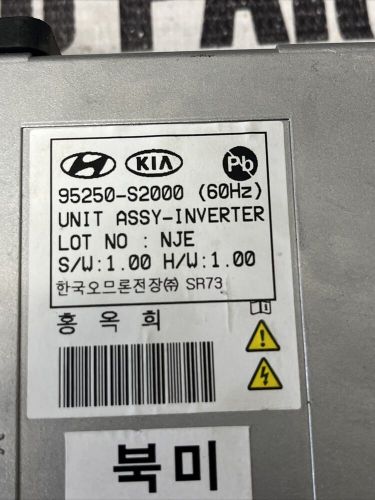 KIA
Pb
95250-S2000 (60Hz)
UNIT ASSY-INVERTER
LOT NO : NJE
S/W:1.00 H/W:1.00
한국오므론전장㈜ SR73
홍 옥 희
북미